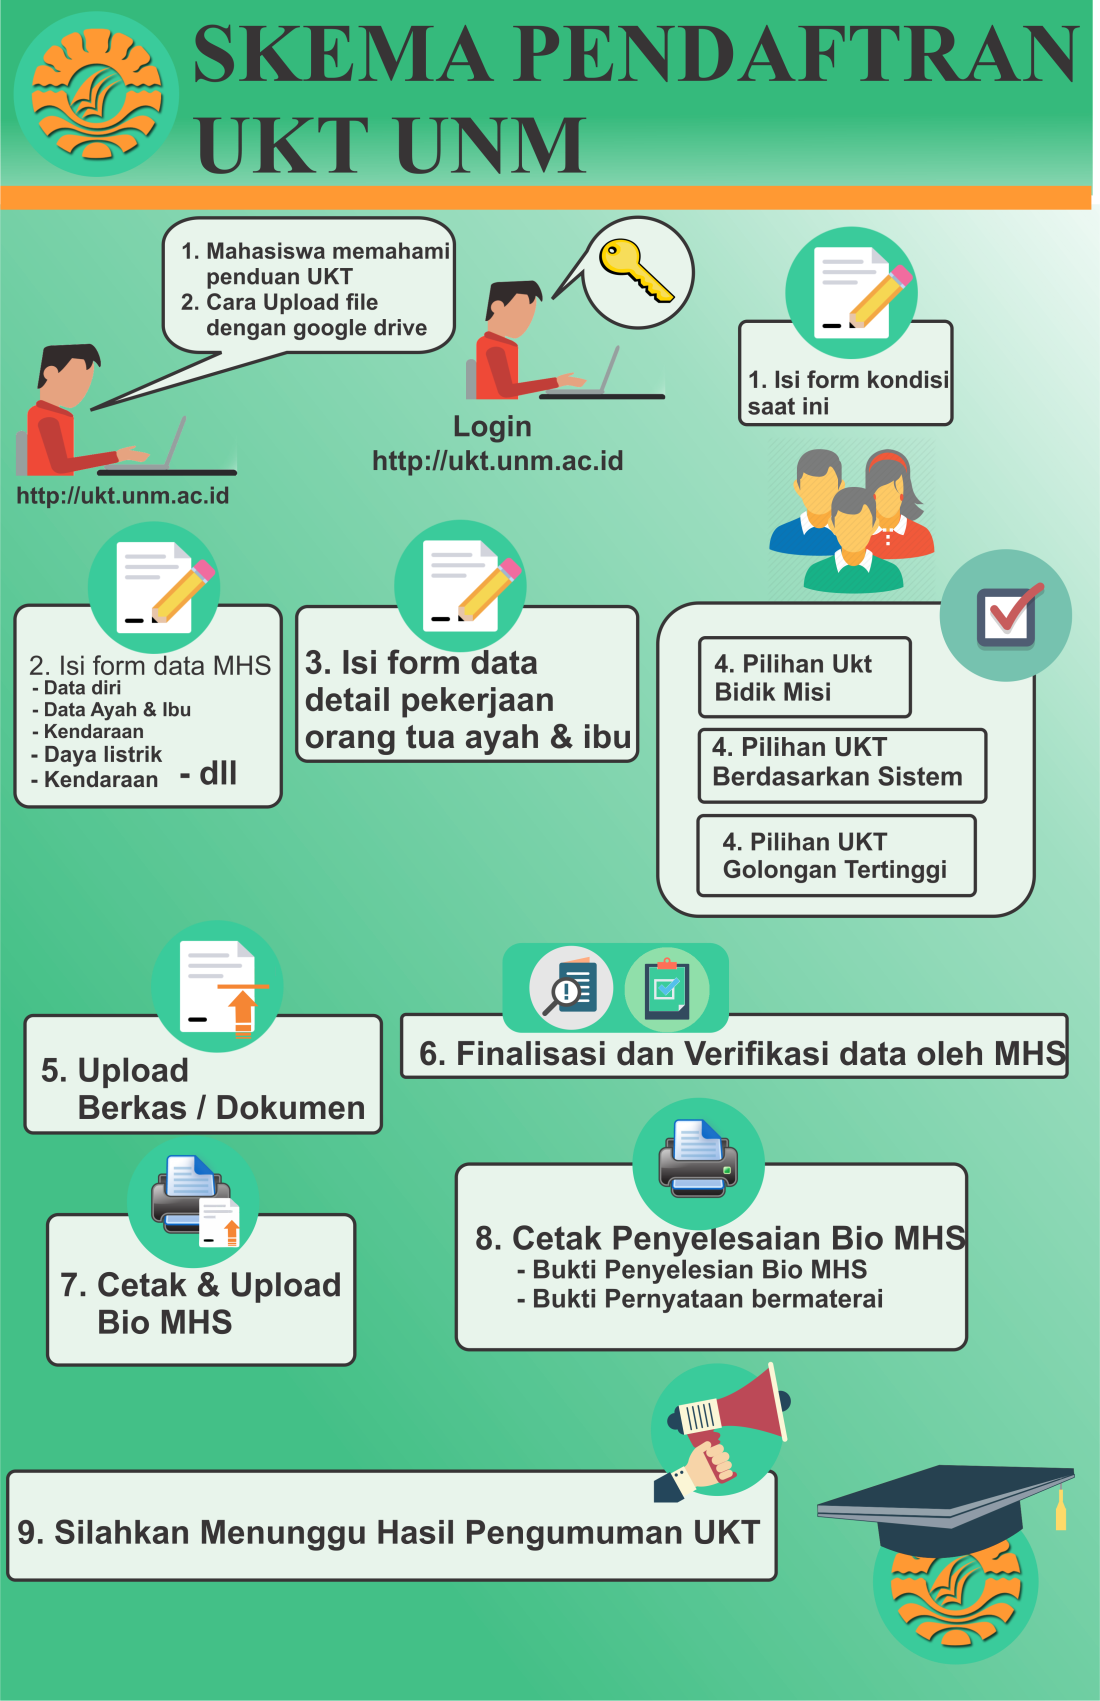 SKEMA PENDAFTRAN
UKT UNM
1. Mahasiswa memahami
penduan UKT
2. Cara Upload file
dengan google drive
http://ukt.unm.ac.id
Login
http://ukt.unm.ac.id
1. Isi form kondisi
saat ini
2. Isi form data MHS
- Data diri
- Data Ayah & Ibu
- Kendaraan
- Daya listrik
- Kendaraan - dll
3. Isi form data
detail pekerjaan
orang tua ayah & ibu
4. Pilihan Ukt
Bidik Misi
4. Pilihan UKT
Berdasarkan Sistem
4. Pilihan UKT
Golongan Tertinggi
5. Upload
Berkas / Dokumen
6. Finalisasi dan Verifikasi data oleh MHS
7. Cetak & Upload
Bio MHS
8. Cetak Penyelesaian Bio MHS
- Bukti Penyelesian Bio MHS
- Bukti Pernyataan bermaterai
9. Silahkan Menunggu Hasil Pengumuman UKT